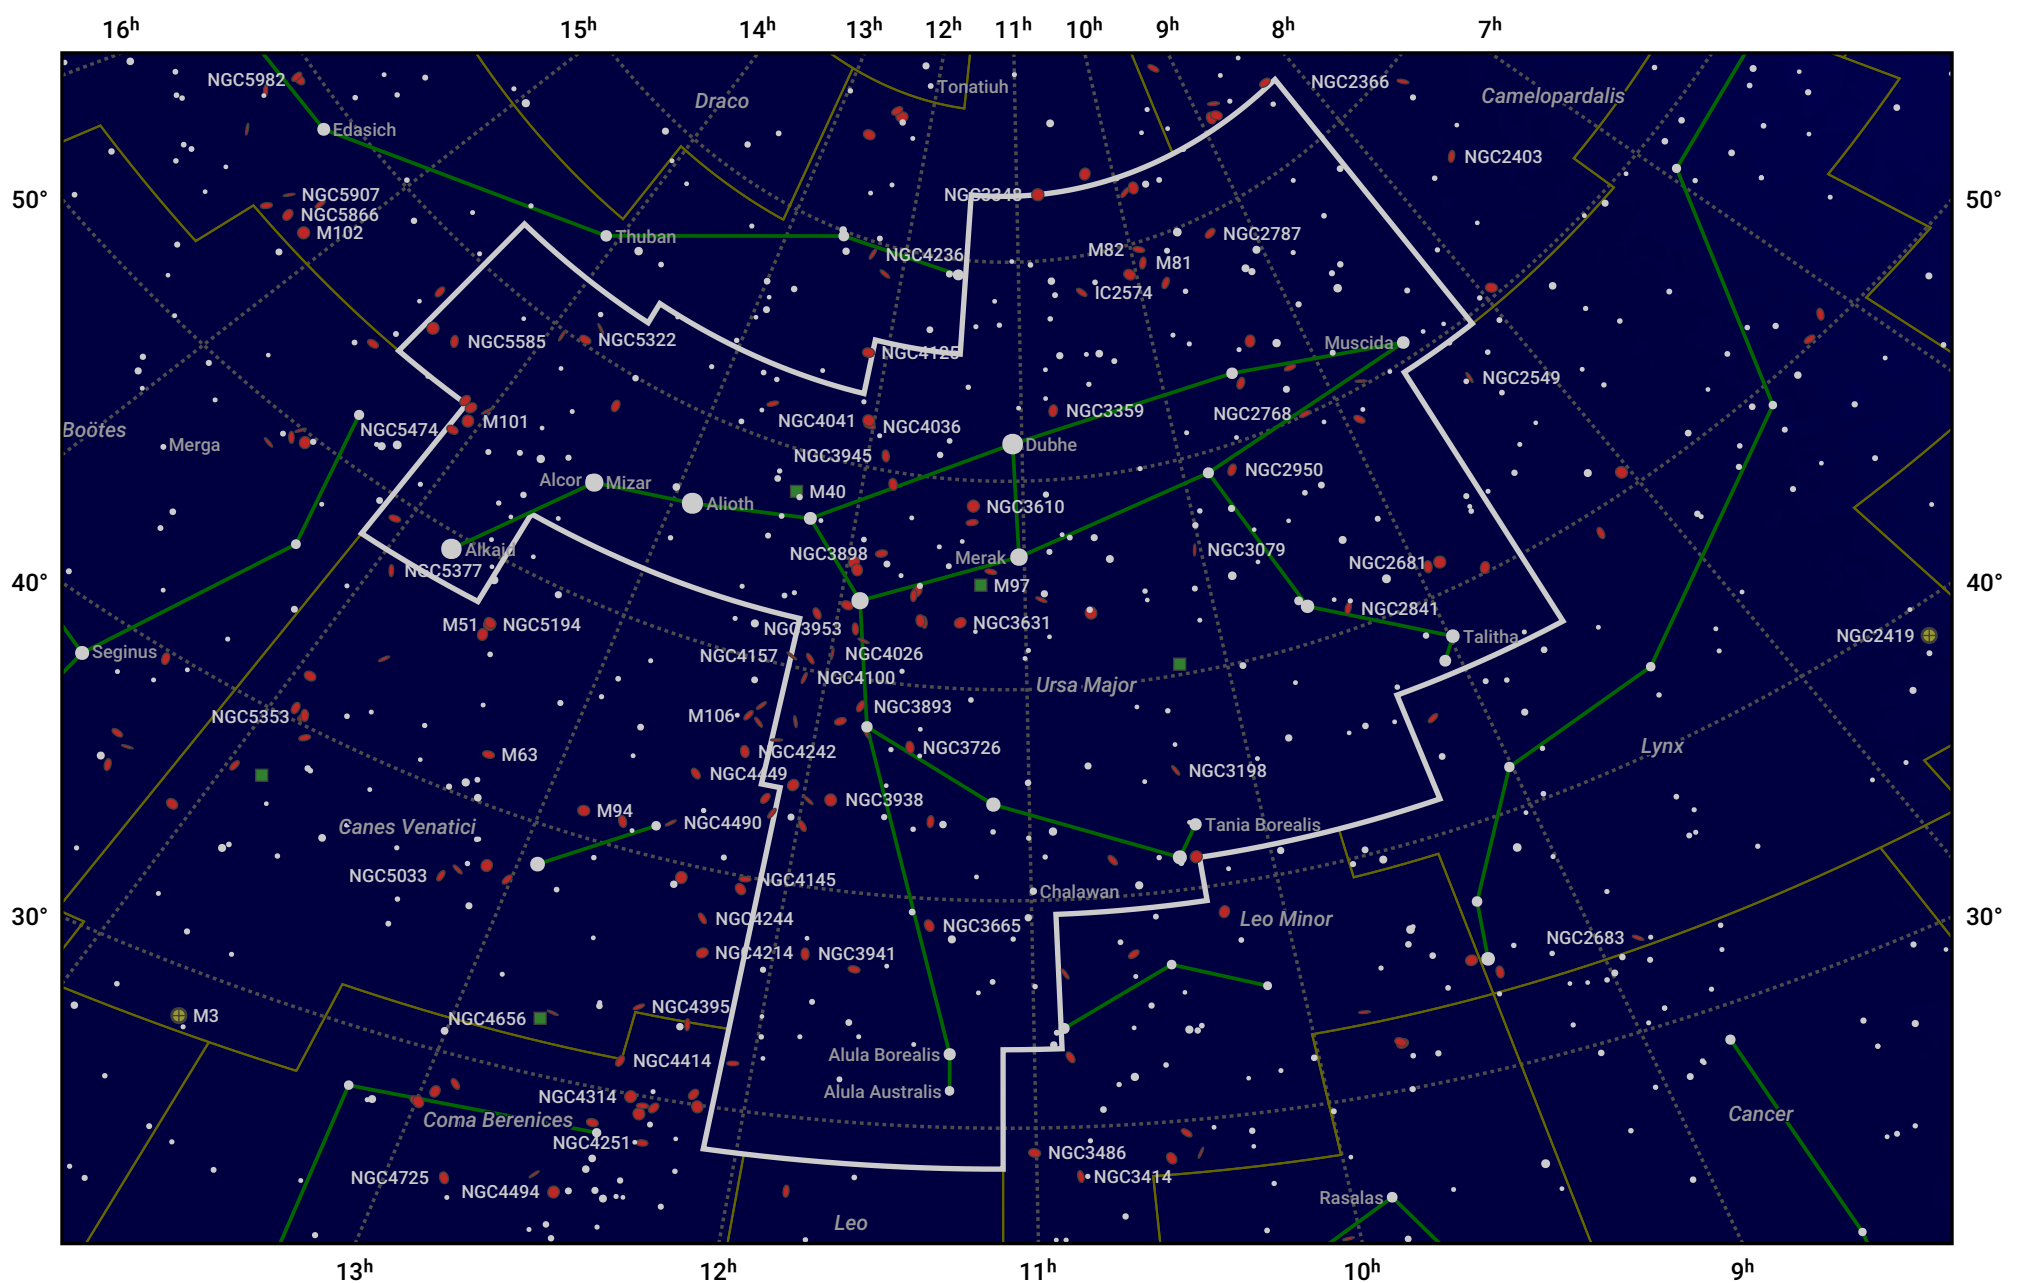 16h 15h 14h 13h 12h 11h 10h 9h 8h 7h
NGC5982 Draco Tonatiuh NGC2366 Camelopardalis
Edasich NGC2403
50° NGC5907 NGC3348 50°
NGC5866
M102 Thuban NGC4236 M82 NGC2787
M81
IC2574
NGC5585 NGC5322 NGC4125 Muscida
NGC2549
Boötes Merga NGC5474 M101 NGC4041 NGC4036 NGC3359 NGC2768
NGC3945 Dubhe
Alcor Mizar Alioth M40 NGC2950
NGC3610
Alkaid NGC3898 Merak NGC3079 NGC2681
NGC5377
40° M97 40°
M51 NGC5194 NGC3953 NGC3631 NGC2841
Seginus NGC4157 NGC4026 Talitha NGC2419
NGC4100 Ursa Major
NGC5353 M106 NGC3893
M63 NGC4242 NGC3726 Lynx
NGC4449 NGC3198
M94 NGC3938
Canes Venatici NGC4490 Tania Borealis
NGC5033 NGC4145 Chalawan
30° NGC4244 NGC3665 Leo Minor 30°
NGC4214 NGC3941 NGC2683
M3 NGC4656 NGC4395
NGC4414 Alula Borealis
NGC4314 Alula Australis
Coma Berenices Cancer
NGC4251 NGC3486
NGC4725 NGC4494 NGC3414
Leo Rasalas
13h 12h 11h 10h 9h